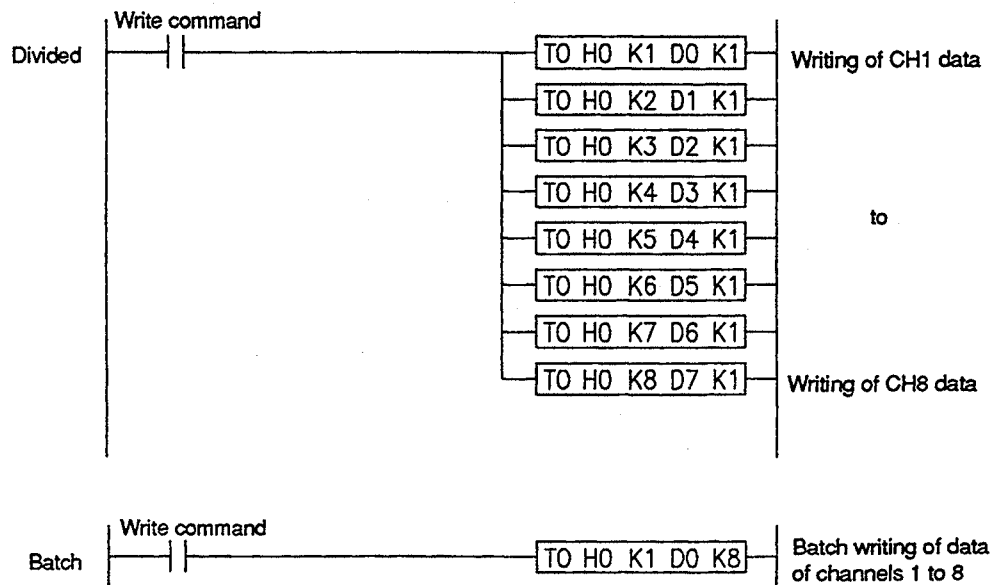 Write command
Divided
TO H0 K1 D0 K1
Writing of CH1 data
TO H0 K2 D1 K1
TO H0 K3 D2 K1
TO H0 K4 D3 K1
to
TO H0 K5 D4 K1
TO H0 K6 D5 K1
TO H0 K7 D6 K1
TO H0 K8 D7 K1
Writing of CH8 data
Write command
Batch
TO H0 K1 D0 K8
Batch writing of data
of channels 1 to 8